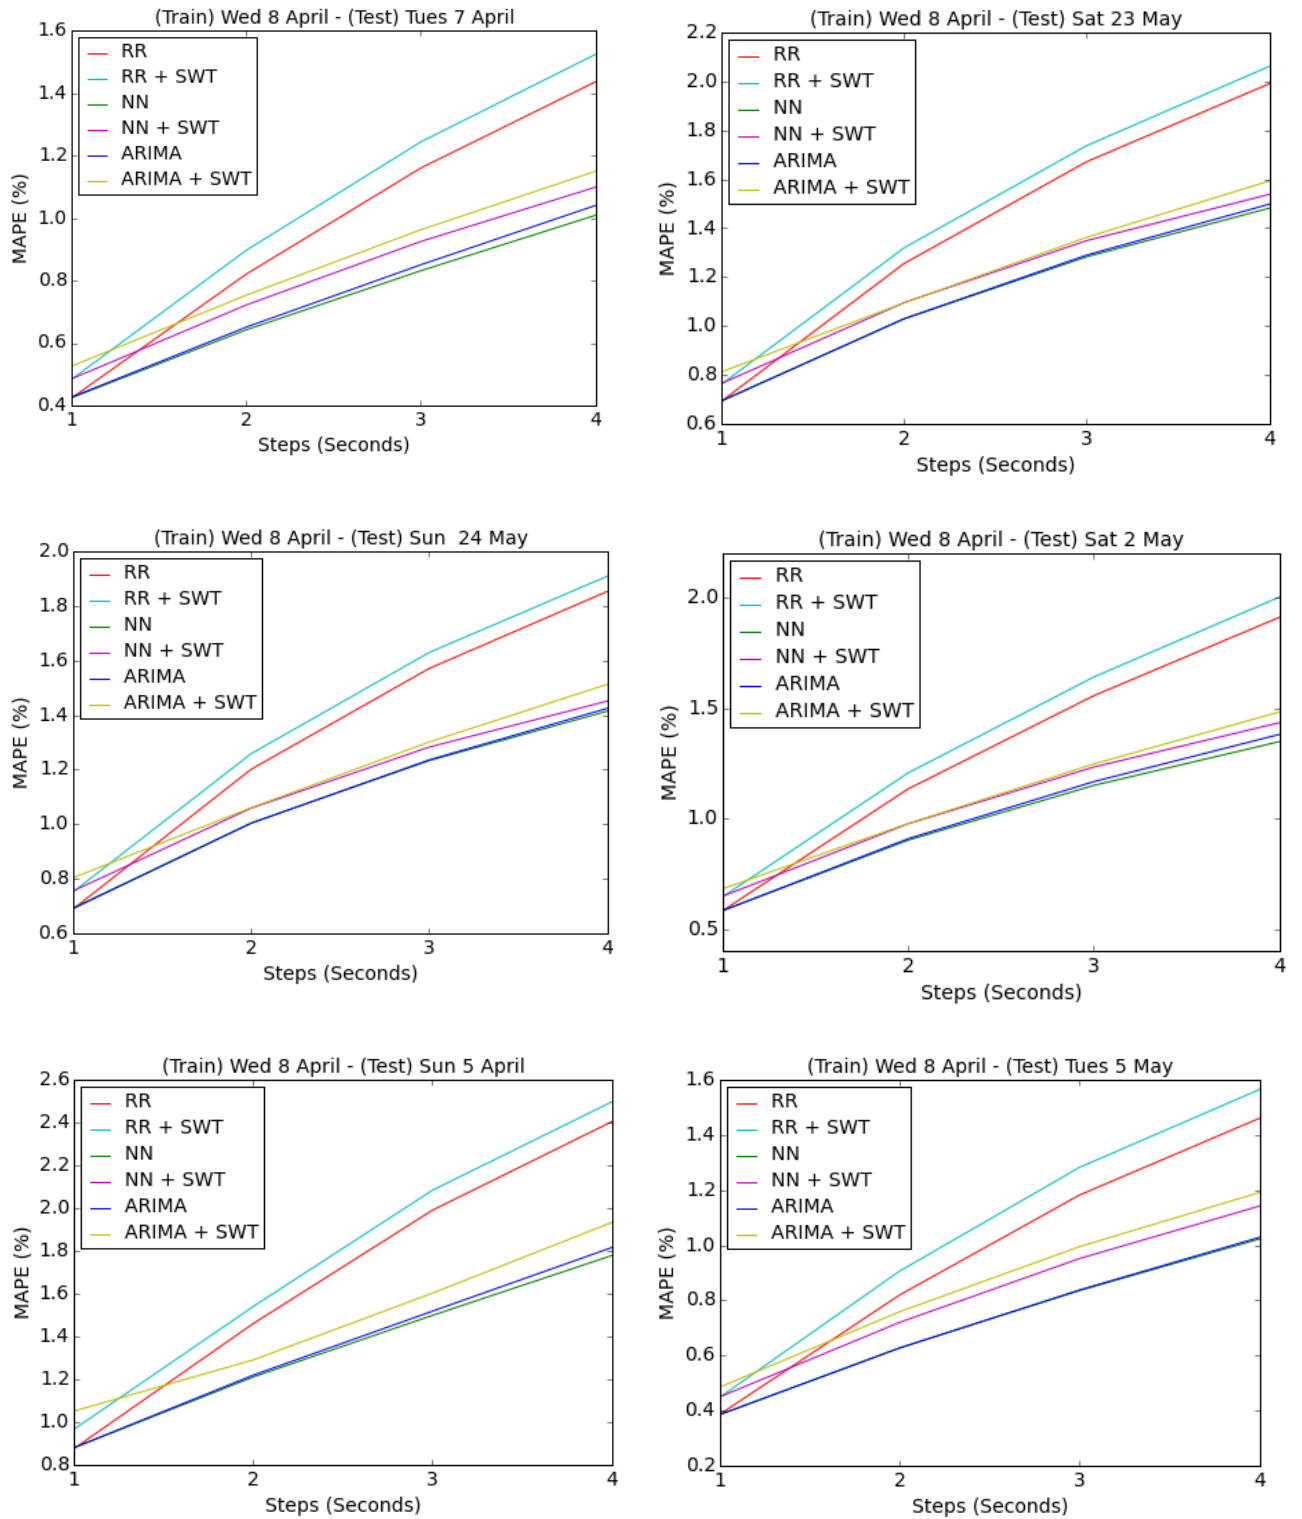 (Train) Wed 8 April - (Test) Tues 7 April
1.6
1.4
1.2
1.0
0.8
0.6
0.4
MAPE (%)
RR
RR + SWT
NN
NN + SWT
ARIMA
ARIMA + SWT
1 2 3 4
Steps (Seconds)
(Train) Wed 8 April - (Test) Sat 23 May
2.2
2.0
1.8
1.6
1.4
1.2
1.0
0.8
0.6
MAPE (%)
RR
RR + SWT
NN
NN + SWT
ARIMA
ARIMA + SWT
1 2 3 4
Steps (Seconds)
(Train) Wed 8 April - (Test) Sun 24 May
2.0
1.8
1.6
1.4
1.2
1.0
0.8
0.6
MAPE (%)
RR
RR + SWT
NN
NN + SWT
ARIMA
ARIMA + SWT
1 2 3 4
Steps (Seconds)
(Train) Wed 8 April - (Test) Sat 2 May
2.0
1.5
1.0
0.5
MAPE (%)
RR
RR + SWT
NN
NN + SWT
ARIMA
ARIMA + SWT
1 2 3 4
Steps (Seconds)
(Train) Wed 8 April - (Test) Sun 5 April
2.6
2.4
2.2
2.0
1.8
1.6
1.4
1.2
1.0
0.8
MAPE (%)
RR
RR + SWT
NN
NN + SWT
ARIMA
ARIMA + SWT
1 2 3 4
Steps (Seconds)
(Train) Wed 8 April - (Test) Tues 5 May
1.6
1.4
1.2
1.0
0.8
0.6
0.4
0.2
MAPE (%)
RR
RR + SWT
NN
NN + SWT
ARIMA
ARIMA + SWT
1 2 3 4
Steps (Seconds)